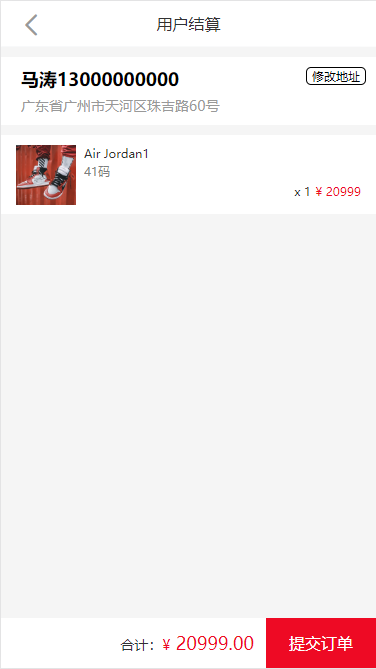 用户结算
马涛13000000000
修改地址
广东省广州市天河区珠吉路60号
Air Jordan1
41码
x 1 ¥ 20999
合计：¥ 20999.00
提交订单